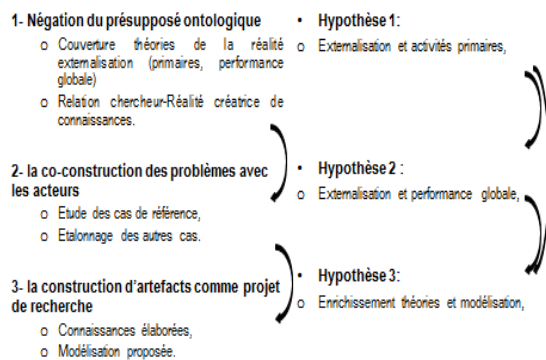 1- Négation du présupposé ontologique
o Couverture théories de la réalité
externalisation (primaires, performance
globale)
o Relation chercheur-Réalité créatrice de
connaissances.
2- la co-construction des problèmes avec
les acteurs
o Etude des cas de référence,
o Etalonnage des autres cas.
3- la construction d'artefacts comme projet
de recherche
o Connaissances élaborées,
o Modélisation proposée.
• Hypothèse 1:
o Externalisation et activités primaires,
• Hypothèse 2 :
o Externalisation et performance globale,
• Hypothèse 3:
o Enrichissement théories et modélisation,